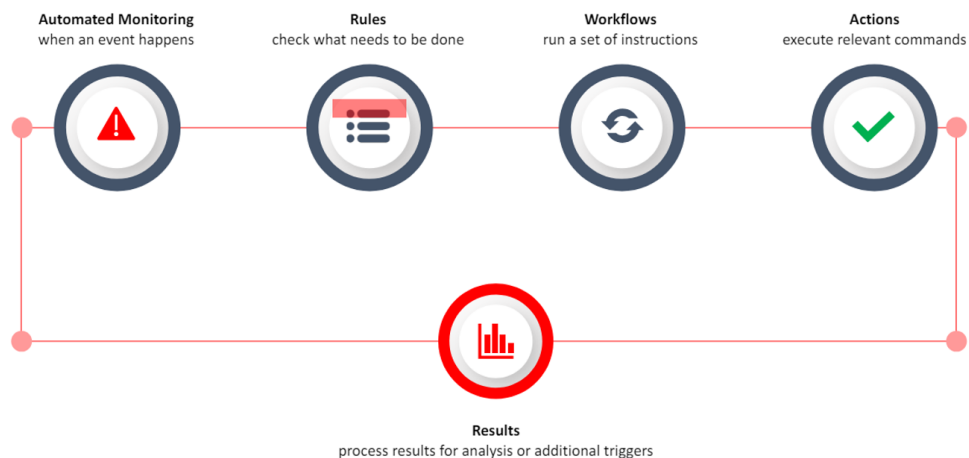 Automated Monitoring
when an event happens
Rules
check what needs to be done
Workflows
run a set of instructions
Actions
execute relevant commands
Results
process results for analysis or additional triggers